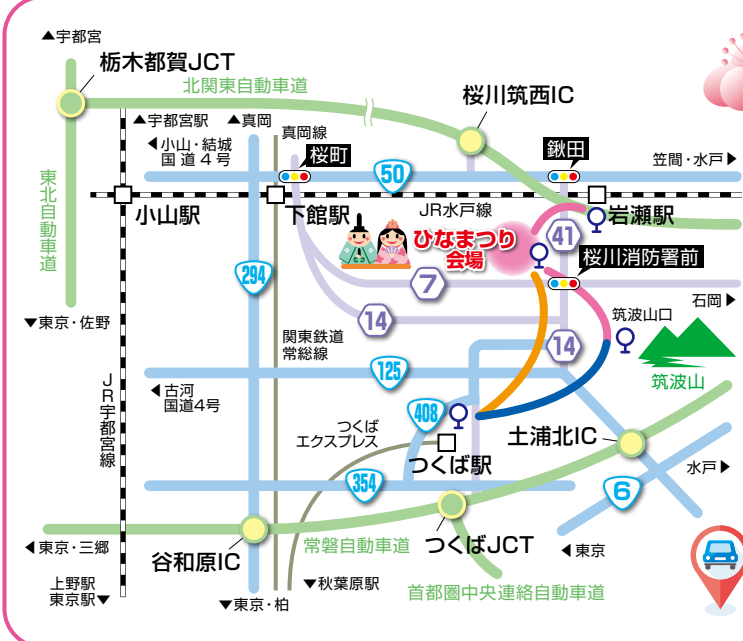 ▲宇都宮
栃木都賀JCT
北関東自動車道
桜川筑西IC
▲宇都宮駅
▲真岡
真岡線
◀小山・結城
国道4号
桜町
50
鍬田
笠間・水戸▶
東北自動車道
小山駅
下館駅
JR水戸線
岩瀬駅
ひなまつり
会場
41
桜川消防署前
294
7
石岡▶
▼東京・佐野
14
筑波山口
関東鉄道
常総線
14
筑波山
JR宇都宮線
125
◀古河
国道4号
408
つくば
エクスプレス
つくば駅
土浦北IC
水戸▶
354
6
谷和原IC
常磐自動車道
つくばJCT
◀東京
◀東京・三郷
上野駅
東京駅▼
▼秋葉原駅
▼東京・柏
首都圏中央連絡自動車道